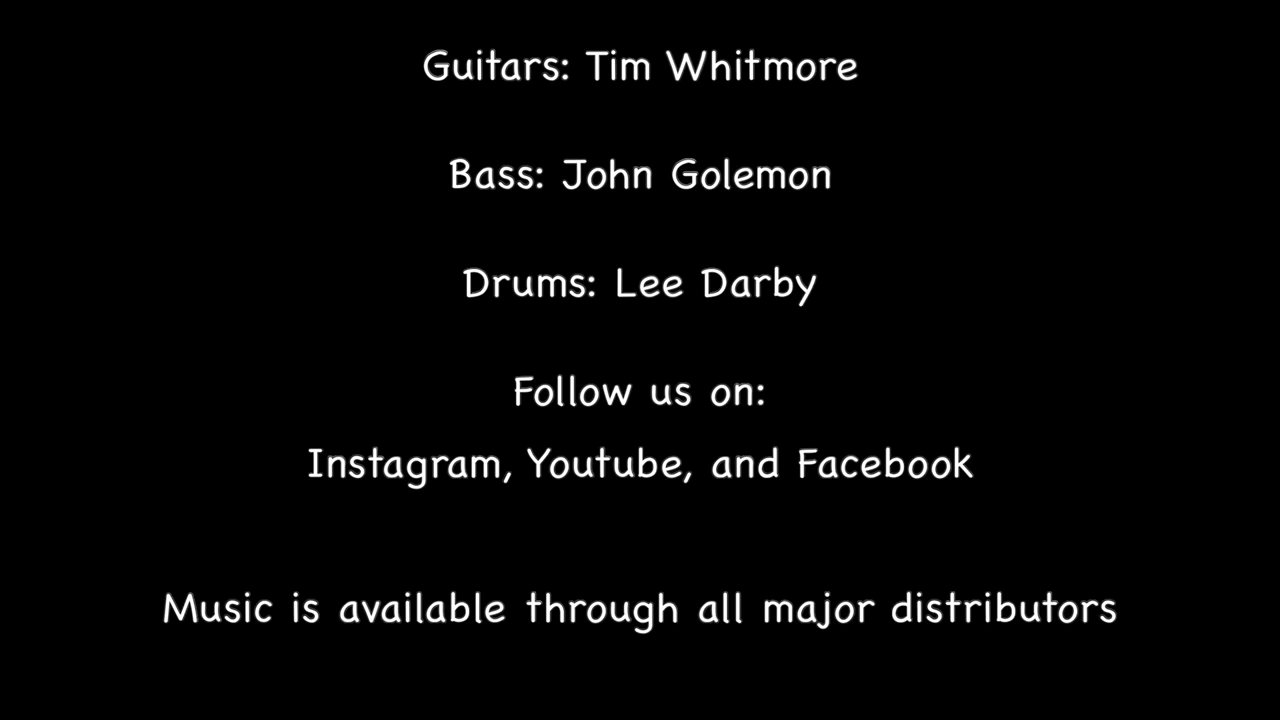 Guitars: Tim Whitmore
Bass: John Golemon
Drums: Lee Darby
Follow us on:
Instagram, Youtube, and Facebook
Music is available through all major distributors